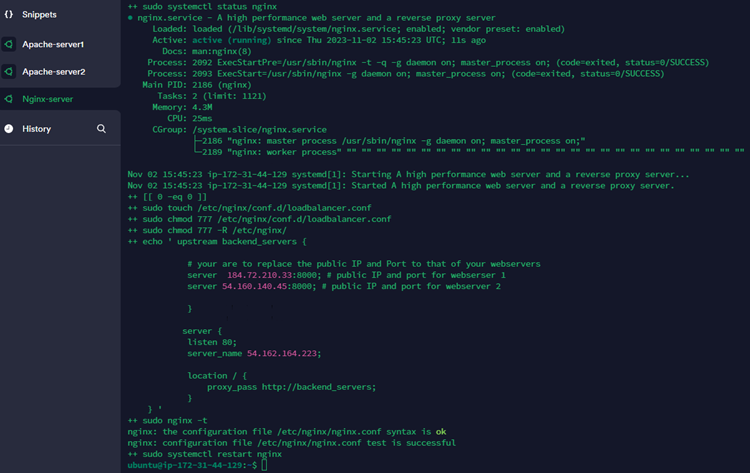 Snippets
Apache-server1
Apache-server2
Nginx-server
History
++ sudo systemctl status nginx
● nginx.service - A high performance web server and a reverse proxy server
Loaded: loaded (/lib/systemd/system/nginx.service; enabled; vendor preset: enabled)
Active: active (running) since Thu 2023-11-02 15:45:23 UTC; 11s ago
Docs: man:nginx(8)
Process: 2092 ExecStartPre=/usr/sbin/nginx -t -q -g daemon on; master_process on; (code=exited, status=0/SUCCESS)
Process: 2093 ExecStart=/usr/sbin/nginx -g daemon on; master_process on; (code=exited, status=0/SUCCESS)
Main PID: 2186 (nginx)
Tasks: 2 (limit: 1121)
Memory: 4.3M
CPU: 25ms
CGroup: /system.slice/nginx.service
├─2186 "nginx: master process /usr/sbin/nginx -g daemon on; master_process on;"
└─2189 "nginx: worker process" "" "" "" "" "" "" "" "" "" "" "" "" "" "" "" "" "" "" "" "" "" "" "" "" "" "" ""
Nov 02 15:45:23 ip-172-31-44-129 systemd[1]: Starting A high performance web server and a reverse proxy server...
Nov 02 15:45:23 ip-172-31-44-129 systemd[1]: Started A high performance web server and a reverse proxy server.
++ [[ 0 -eq 0 ]]
++ sudo touch /etc/nginx/conf.d/loadbalancer.conf
++ sudo chmod 777 /etc/nginx/conf.d/loadbalancer.conf
++ sudo chmod 777 -R /etc/nginx/
++ echo ' upstream backend_servers {
# your are to replace the public IP and Port to that of your webservers
server 184.72.210.33:8000; # public IP and port for webserser 1
server 54.160.140.45:8000; # public IP and port for webserver 2
}
server {
listen 80;
server_name 54.162.164.223;
location / {
proxy_pass http://backend_servers;
}
} '
++ sudo nginx -t
nginx: the configuration file /etc/nginx/nginx.conf syntax is ok
nginx: configuration file /etc/nginx/nginx.conf test is successful
++ sudo systemctl restart nginx
ubuntu@ip-172-31-44-129:~$